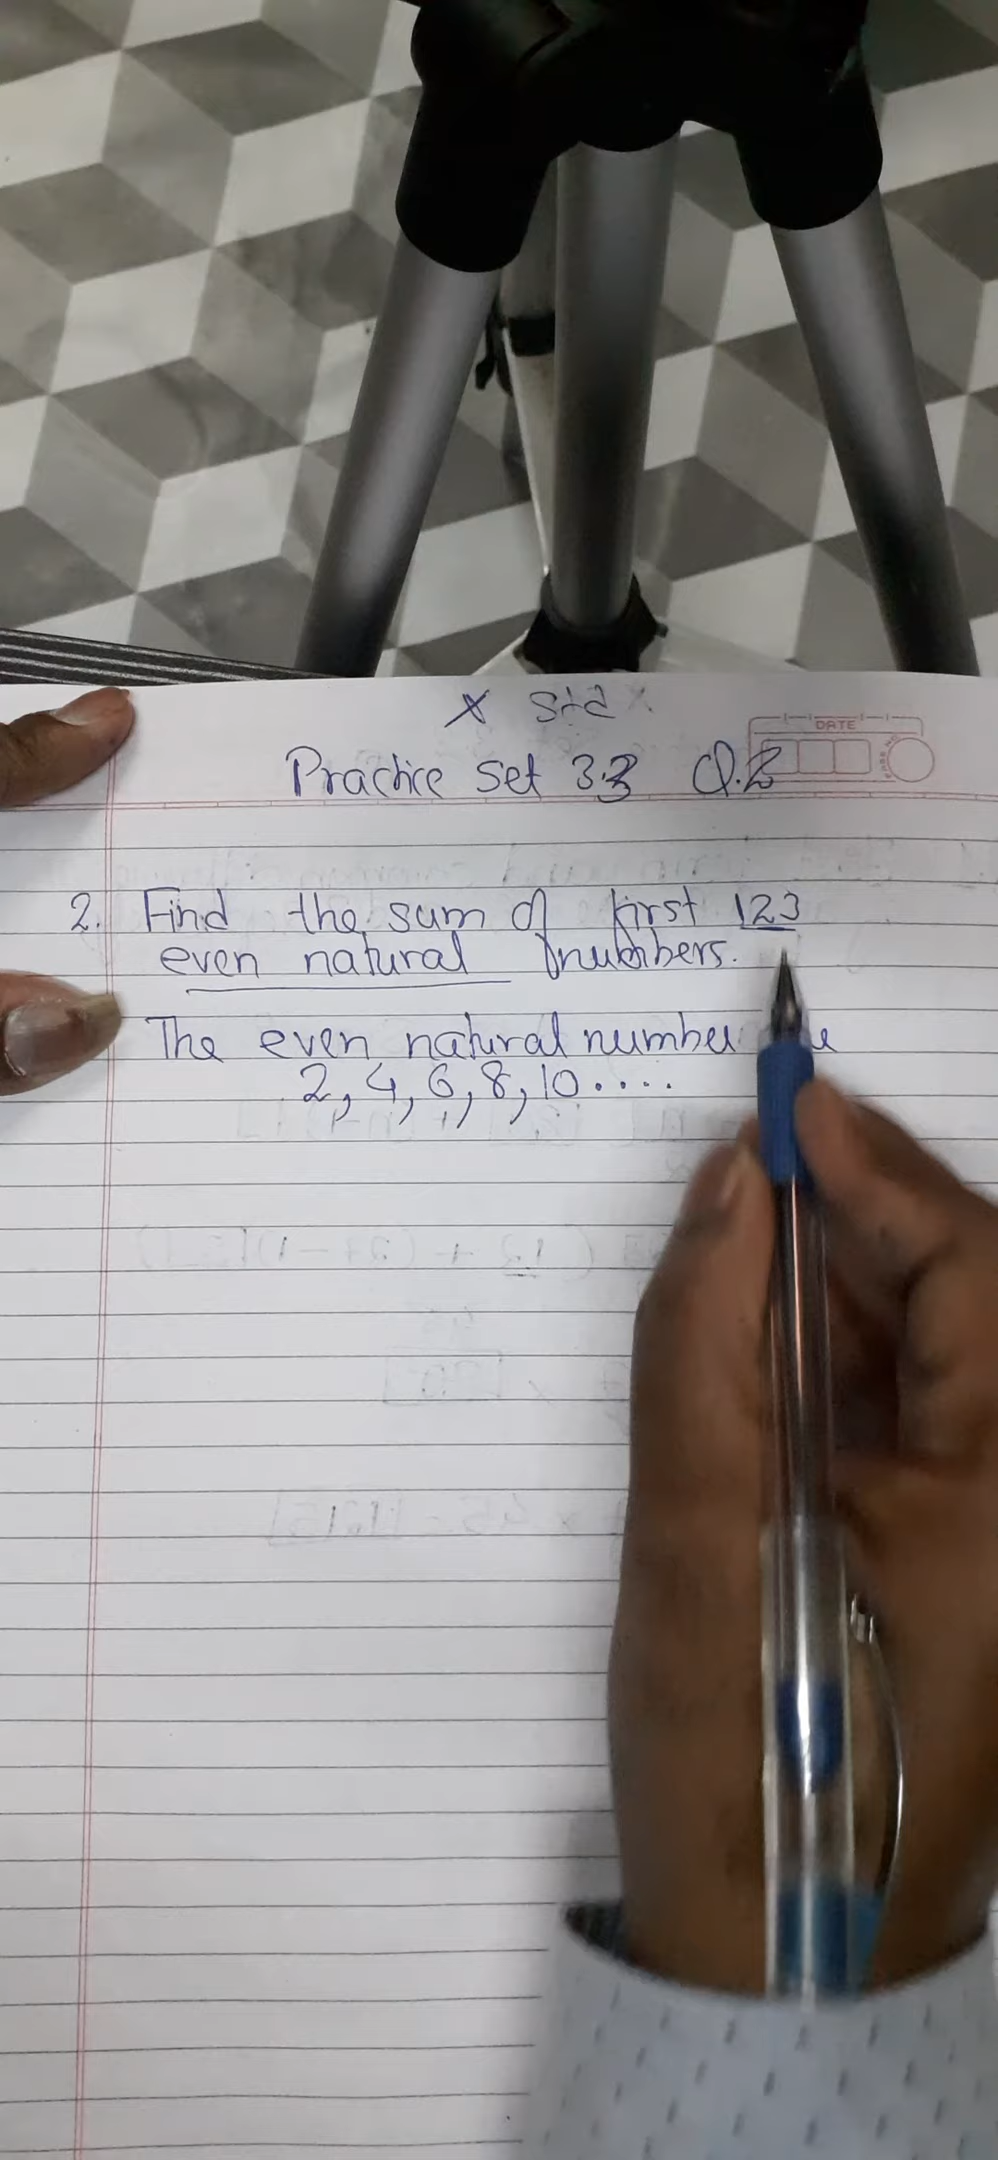 X Std
DATE
Practice Set 3.3 Q.2
2. Find the sum of first 123
even natural numbers.
The even natural number
2, 4, 6, 8, 10....